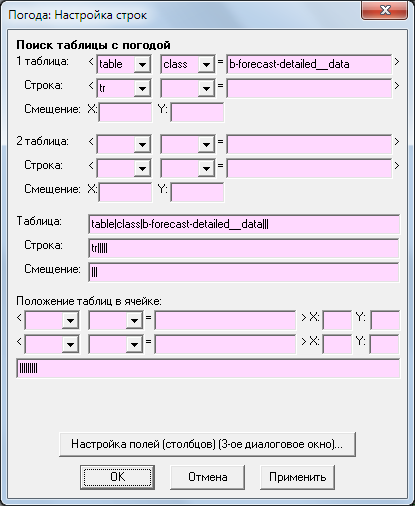 Погода: Настройка строк
Поиск таблицы с погодой
1 таблица: < table class = b-forecast-detailed__data >
Строка: < tr = >
Смещение: X: Y:
2 таблица: < = >
Строка: < = >
Смещение: X: Y:
Таблица: table|class|b-forecast-detailed__data|||
Строка: tr|||||
Смещение: |||
Положение таблиц в ячейке:
< = > X: Y:
< = > X: Y:
|||||||||
Настройка полей (столбцов) (3-ое диалоговое окно)...
OK Отмена Применить